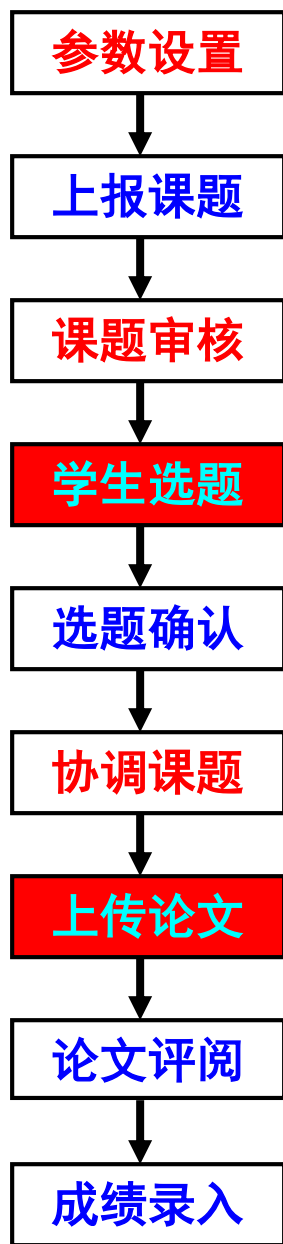 参数设置
上报课题
课题审核
学生选题
选题确认
协调课题
上传论文
论文评阅
成绩录入